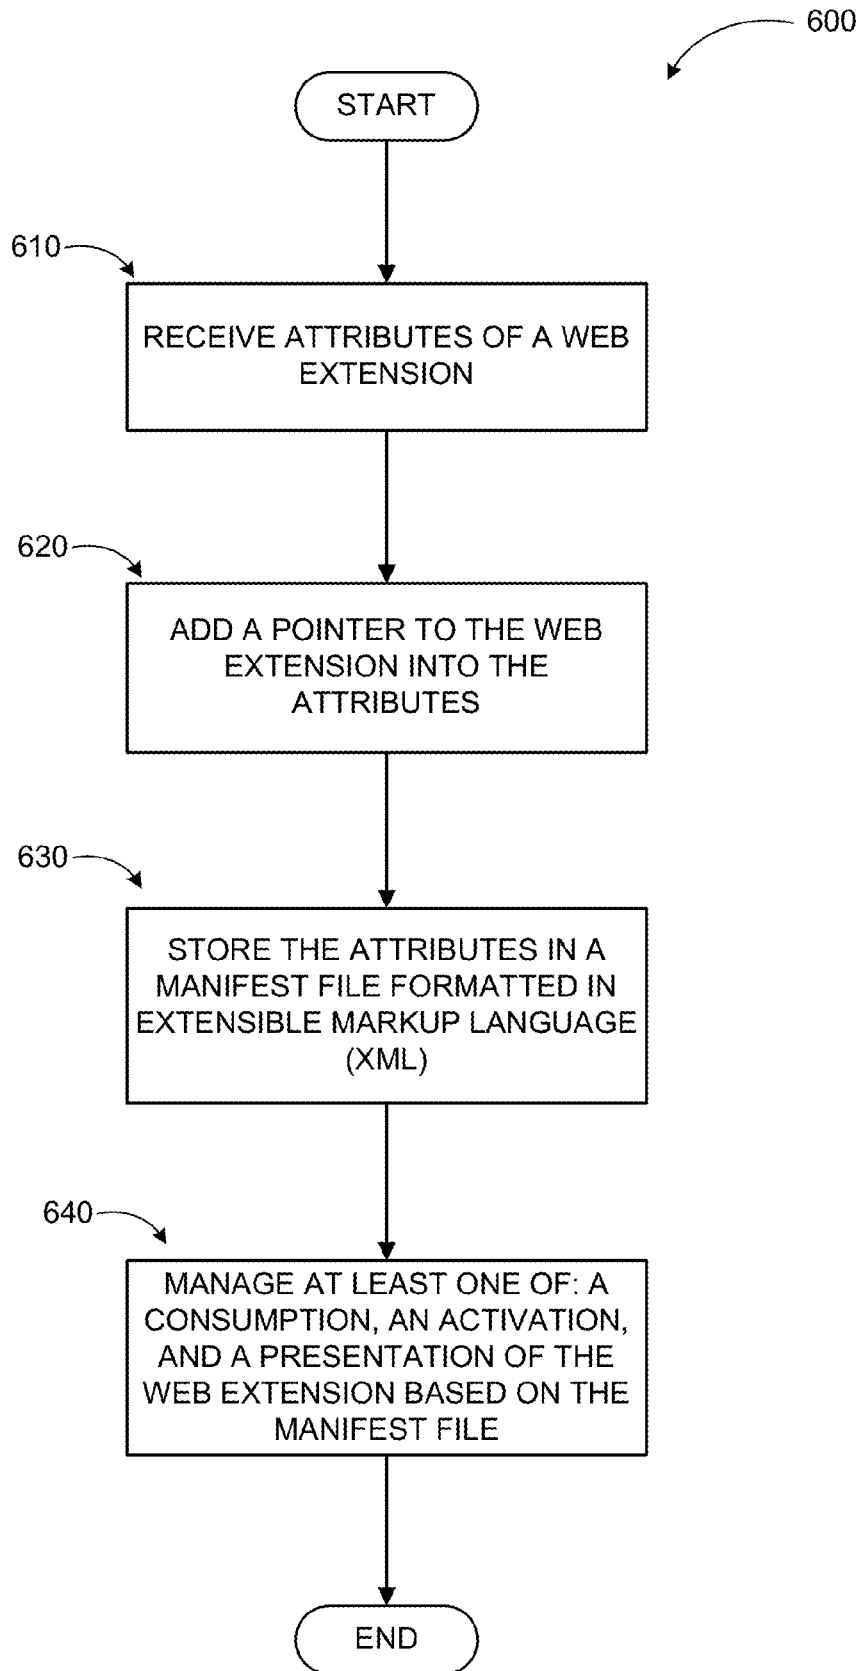 600
START
610
RECEIVE ATTRIBUTES OF A WEB
EXTENSION
620
ADD A POINTER TO THE WEB
EXTENSION INTO THE
ATTRIBUTES
630
STORE THE ATTRIBUTES IN A
MANIFEST FILE FORMATTED IN
EXTENSIBLE MARKUP LANGUAGE
(XML)
640
MANAGE AT LEAST ONE OF: A
CONSUMPTION, AN ACTIVATION,
AND A PRESENTATION OF THE
WEB EXTENSION BASED ON THE
MANIFEST FILE
END